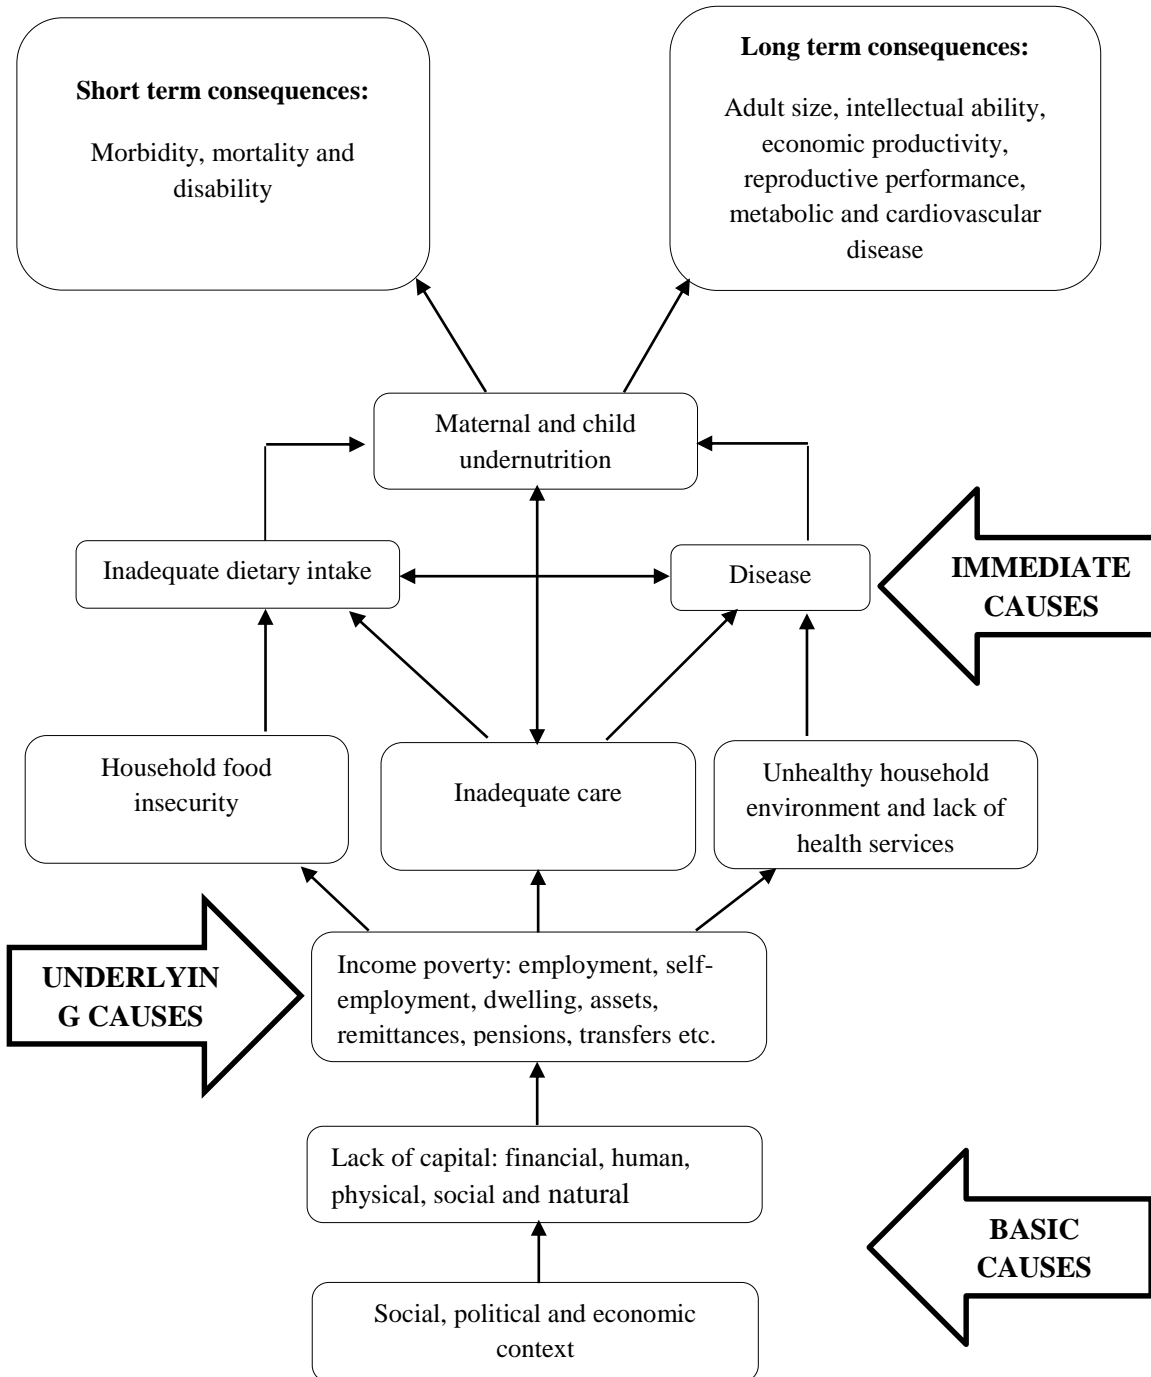 Short term consequences:
Morbidity, mortality and
disability
Long term consequences:
Adult size, intellectual ability,
economic productivity,
reproductive performance,
metabolic and cardiovascular
disease
Maternal and child
undernutrition
Inadequate dietary intake
Disease
IMMEDIATE
CAUSES
Household food
insecurity
Inadequate care
Unhealthy household
environment and lack of
health services
UNDERLYIN
G CAUSES
Income poverty: employment, self-
employment, dwelling, assets,
remittances, pensions, transfers etc.
Lack of capital: financial, human,
physical, social and natural
BASIC
CAUSES
Social, political and economic
context